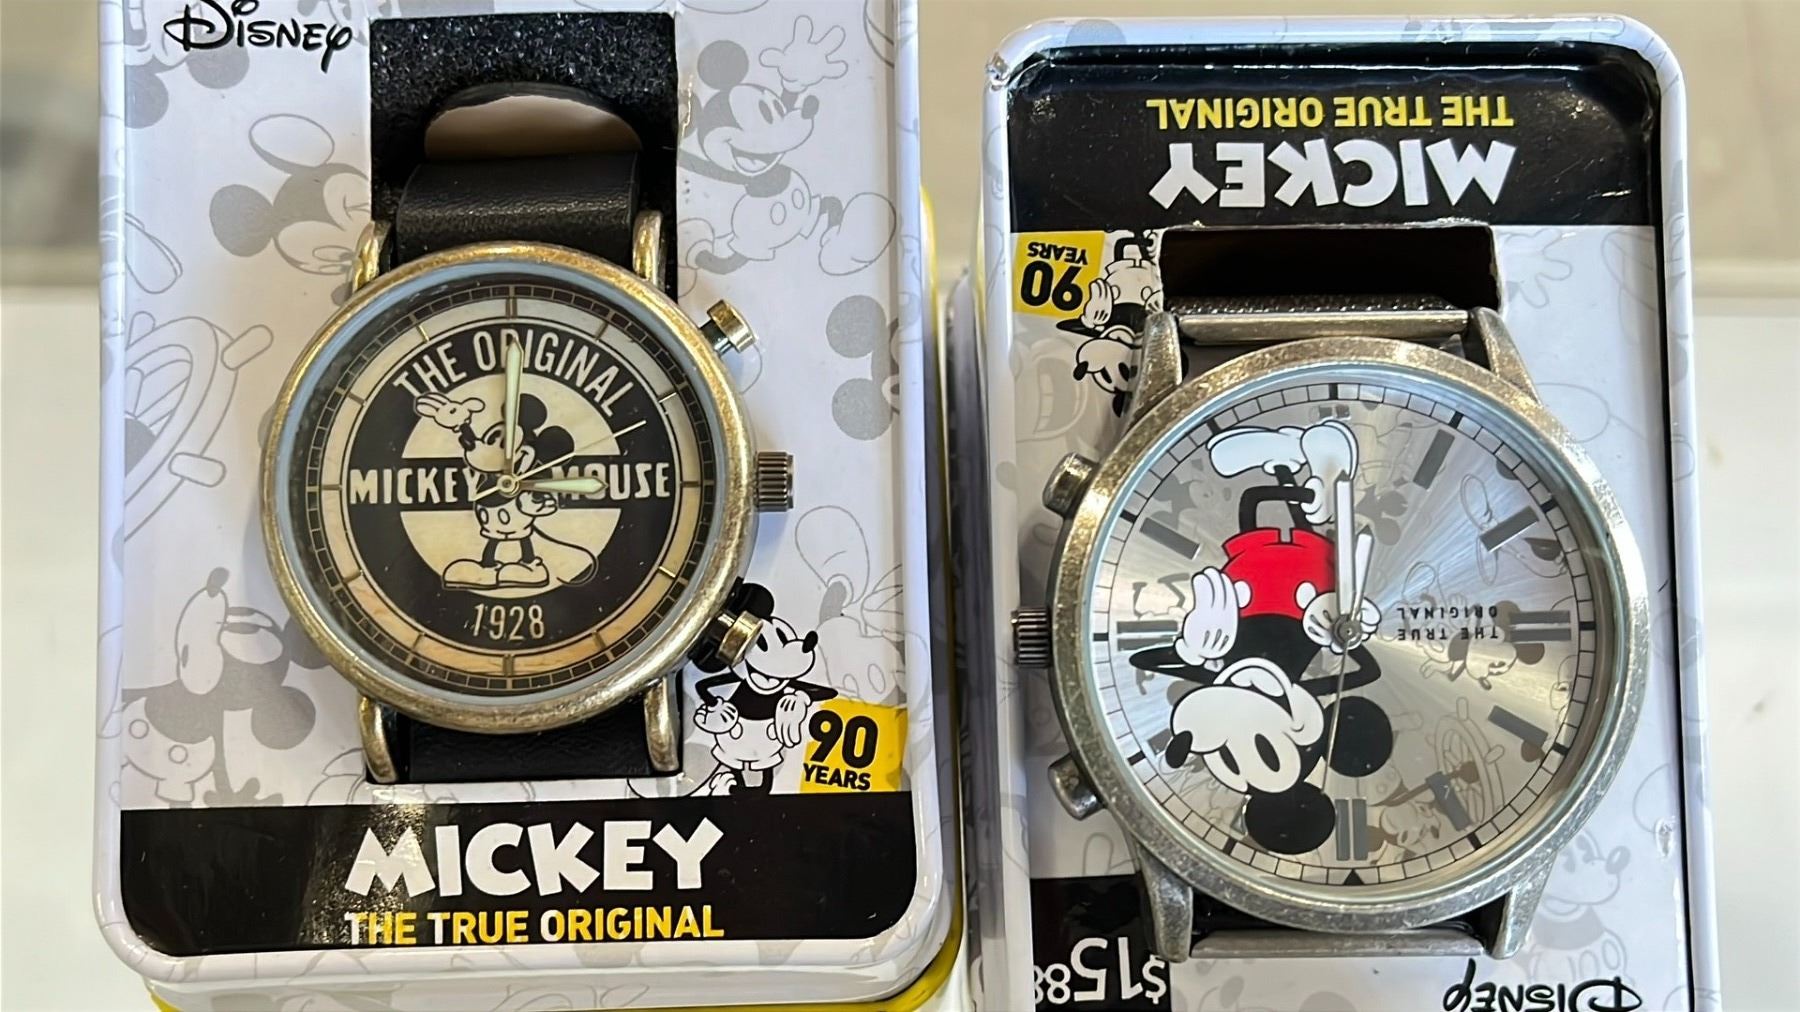 DISNEY
THE ORIGINAL
MICKEY MOUSE
1928
90
YEARS
MICKEY
THE TRUE ORIGINAL
THE TRUE ORIGINAL
MICKEY
90
YEARS
THE TRUE
ORIGINAL
$15.88
DISNEY